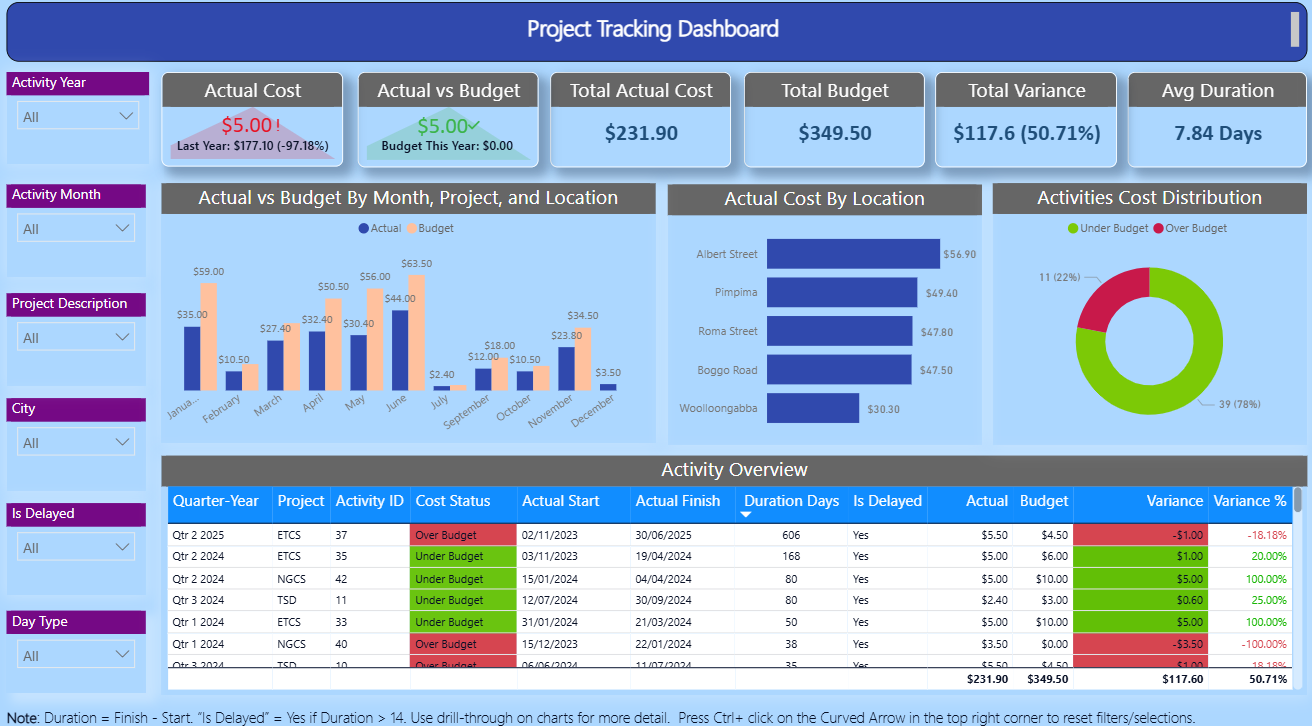 Project Tracking Dashboard
Activity Year
All
Activity Month
All
Project Description
All
City
All
Is Delayed
All
Day Type
All
Actual Cost
$5.00 !
Last Year: $177.10 (-97.18%)
Actual vs Budget
$5.00
Budget This Year: $0.00
Total Actual Cost
$231.90
Total Budget
$349.50
Total Variance
$117.6 (50.71%)
Avg Duration
7.84 Days
Actual vs Budget By Month, Project, and Location
Actual Budget
$35.00
$59.00
$10.50
$27.40
$32.40
$50.50
$30.40
$56.00
$44.00
$63.50
$2.40
$12.00
$18.00
$10.50
$23.80
$34.50
$3.50
Janua...
February
March
April
May
June
July
September
October
November
December
Actual Cost By Location
Albert Street $56.90
Pimpima $49.40
Roma Street $47.80
Boggo Road $47.50
Woolloongabba $30.30
Activities Cost Distribution
Under Budget Over Budget
11 (22%)
39 (78%)
Activity Overview
Quarter-Year Project Activity ID Cost Status Actual Start Actual Finish Duration Days Is Delayed Actual Budget Variance Variance %
Qtr 2 2025 ETCS 37 Over Budget 02/11/2023 30/06/2025 606 Yes $5.50 $4.50 -$1.00 -18.18%
Qtr 2 2024 ETCS 35 Under Budget 03/11/2023 19/04/2024 168 Yes $5.00 $6.00 $1.00 20.00%
Qtr 2 2024 NGCS 42 Under Budget 15/01/2024 04/04/2024 80 Yes $5.00 $10.00 $5.00 100.00%
Qtr 3 2024 TSD 11 Under Budget 12/07/2024 30/09/2024 80 Yes $2.40 $3.00 $0.60 25.00%
Qtr 1 2024 ETCS 33 Under Budget 31/01/2024 21/03/2024 50 Yes $5.00 $10.00 $5.00 100.00%
Qtr 1 2024 NGCS 40 Over Budget 15/12/2023 22/01/2024 38 Yes $3.50 $0.00 -$3.50 -100.00%
Qtr 3 2024 TSD 10 Over Budget 06/06/2024 11/07/2024 35 Yes $5.50 $4.50 -$1.00 -18.18%
$231.90 $349.50 $117.60 50.71%
Note: Duration = Finish - Start. "Is Delayed" = Yes if Duration > 14. Use drill-through on charts for more detail. Press Ctrl+ click on the Curved Arrow in the top right corner to reset filters/selections.